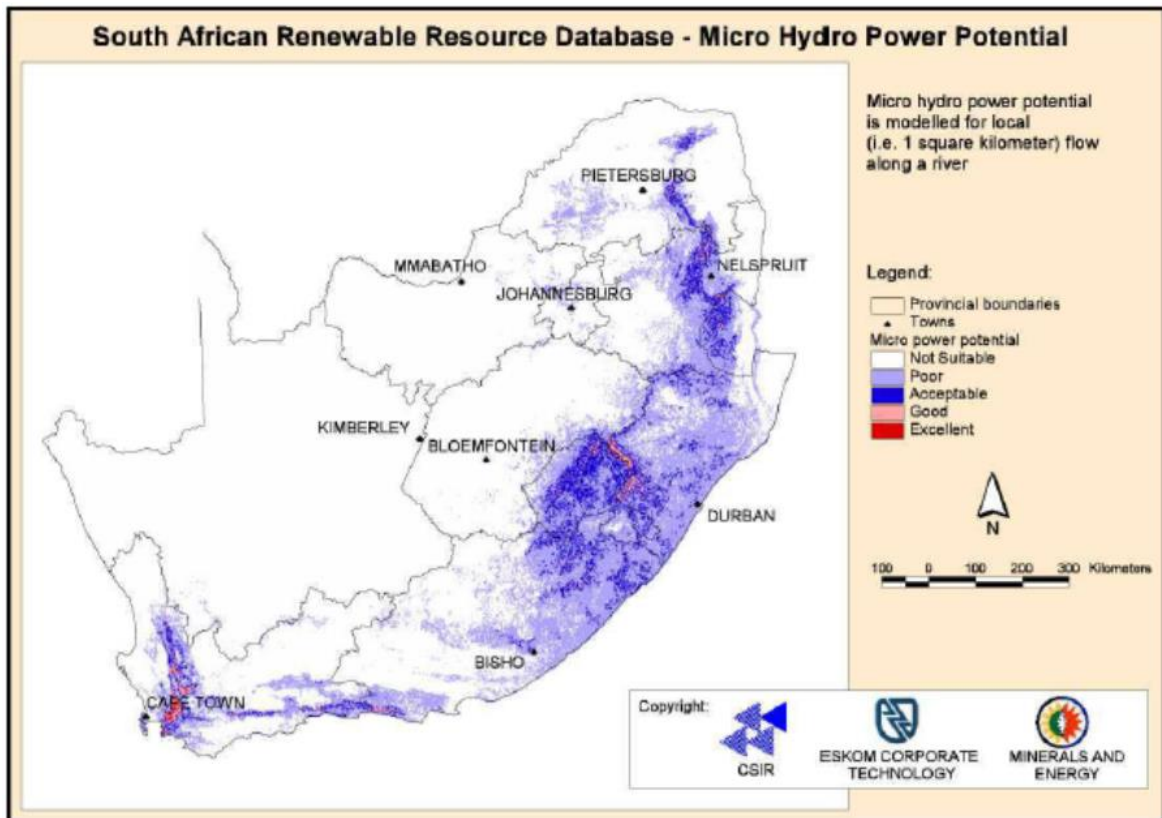 South African Renewable Resource Database - Micro Hydro Power Potential
Micro hydro power potential
is modelled for local
(i.e. 1 square kilometer) flow
along a river
PIETERSBURG
MMABATHO
NELSPRUIT
JOHANNESBURG
KIMBERLEY
BLOEMFONTEIN
DURBAN
BISHO
CAPE TOWN
Legend:
Provincial boundaries
Towns
Micro power potential
Not Suitable
Poor
Acceptable
Good
Excellent
N
100 0 100 200 300 Kilometers
Copyright:
CSIR
ESKOM CORPORATE
TECHNOLOGY
MINERALS AND
ENERGY